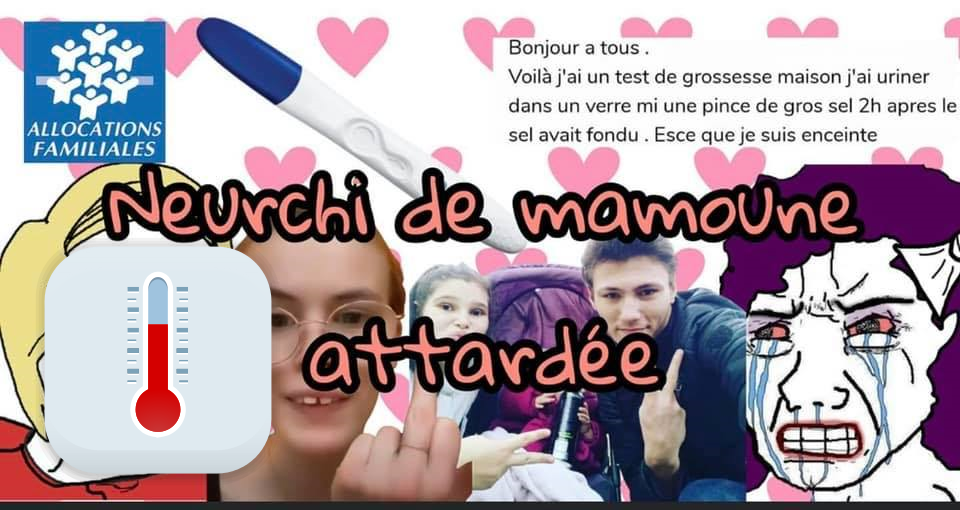 ALLOCATIONS
FAMILIALES
Bonjour a tous .
Voilà j'ai un test de grossesse maison j'ai uriner
dans un verre mi une pince de gros sel 2h apres le
sel avait fondu . Esce que je suis enceinte
Neurchi de mamoune
attardée